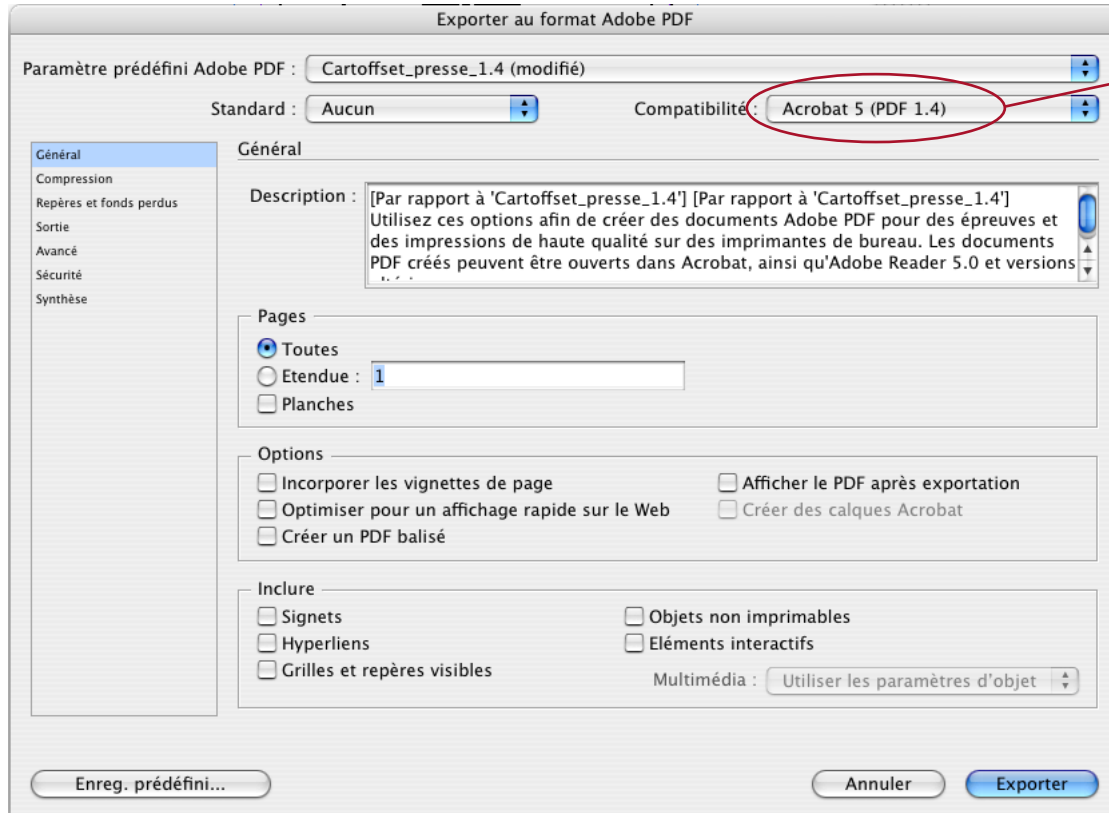 Exporter au format Adobe PDF
Paramètre prédéfini Adobe PDF : Cartoffset_presse_1.4 (modifié)
Standard : Aucun Compatibilité : Acrobat 5 (PDF 1.4)
Général
Compression
Repères et fonds perdus
Sortie
Avancé
Sécurité
Synthèse
Général
Description : [Par rapport à 'Cartoffset_presse_1.4'] [Par rapport à 'Cartoffset_presse_1.4']
Utilisez ces options afin de créer des documents Adobe PDF pour des épreuves et
des impressions de haute qualité sur des imprimantes de bureau. Les documents
PDF créés peuvent être ouverts dans Acrobat, ainsi qu'Adobe Reader 5.0 et versions
Pages
Toutes
Etendue : 1
Planches
Options
Incorporer les vignettes de page Afficher le PDF après exportation
Optimiser pour un affichage rapide sur le Web Créer des calques Acrobat
Créer un PDF balisé
Inclure
Signets Objets non imprimables
Hyperliens Eléments interactifs
Grilles et repères visibles Multimédia : Utiliser les paramètres d'objet
Enreg. prédéfini... Annuler Exporter